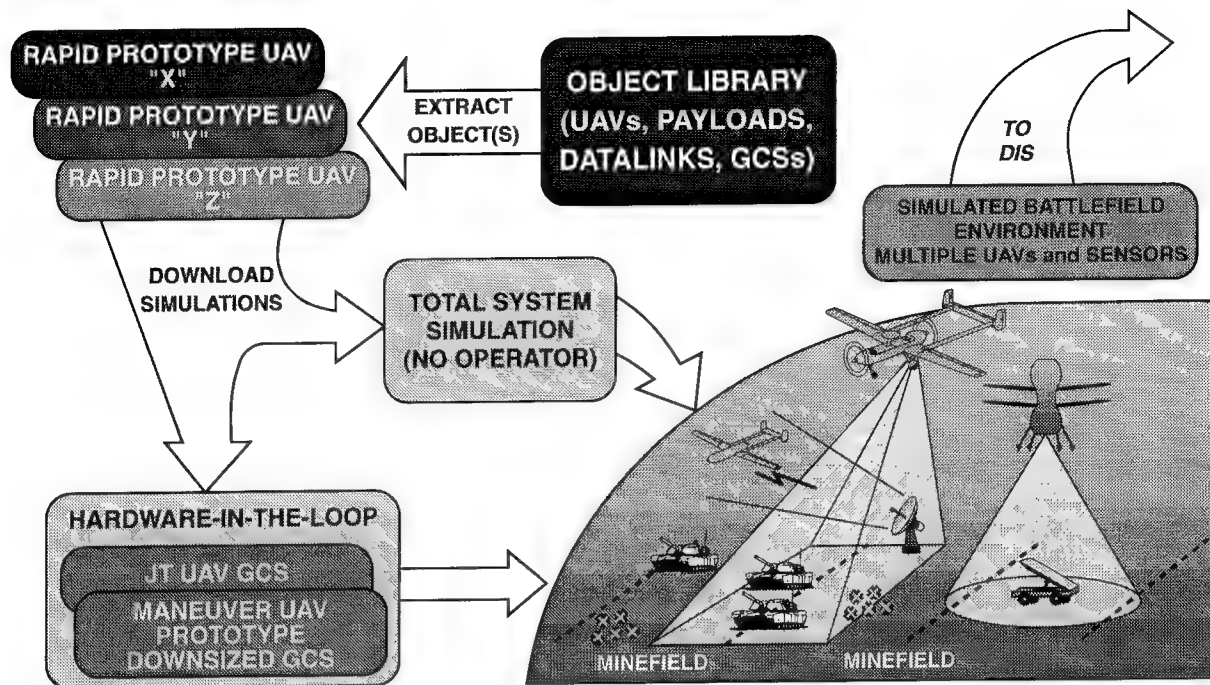 RAPID PROTOTYPE UAV
"X"
RAPID PROTOTYPE UAV
"Y"
RAPID PROTOTYPE UAV
"Z"
EXTRACT
OBJECT(S)
OBJECT LIBRARY
(UAVs, PAYLOADS,
DATALINKS, GCSs)
TO
DIS
SIMULATED BATTLEFIELD
ENVIRONMENT
MULTIPLE UAVs and SENSORS
DOWNLOAD
SIMULATIONS
TOTAL SYSTEM
SIMULATION
(NO OPERATOR)
HARDWARE-IN-THE-LOOP
JT UAV GCS
MANEUVER UAV
PROTOTYPE
DOWNSIZED GCS
MINEFIELD
MINEFIELD